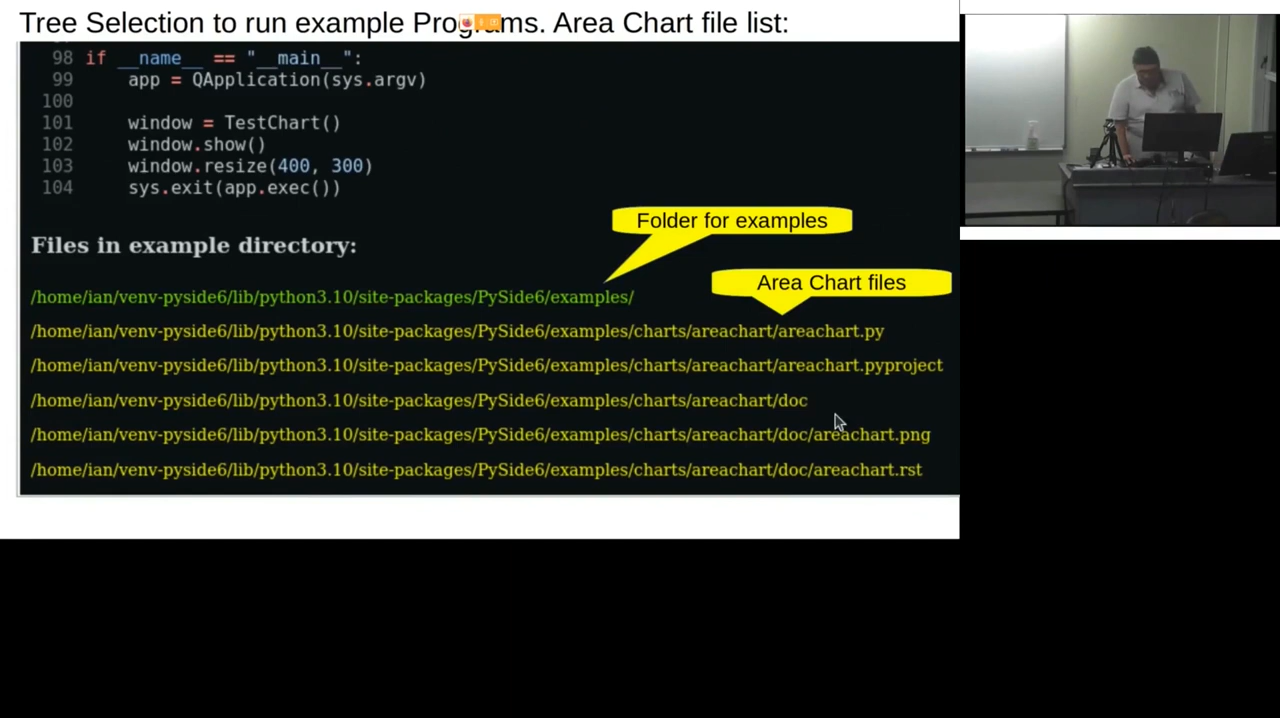 Tree Selection to run example Programs. Area Chart file list:
98 if __name__ == "__main__":
99 app = QApplication(sys.argv)
100
101 window = TestChart()
102 window.show()
103 window.resize(400, 300)
104 sys.exit(app.exec())
Folder for examples
Files in example directory:
Area Chart files
/home/ian/venv-pyside6/lib/python3.10/site-packages/PySide6/examples/
/home/ian/venv-pyside6/lib/python3.10/site-packages/PySide6/examples/charts/areachart/areachart.py
/home/ian/venv-pyside6/lib/python3.10/site-packages/PySide6/examples/charts/areachart/areachart.pyproject
/home/ian/venv-pyside6/lib/python3.10/site-packages/PySide6/examples/charts/areachart/doc
/home/ian/venv-pyside6/lib/python3.10/site-packages/PySide6/examples/charts/areachart/doc/areachart.png
/home/ian/venv-pyside6/lib/python3.10/site-packages/PySide6/examples/charts/areachart/doc/areachart.rst